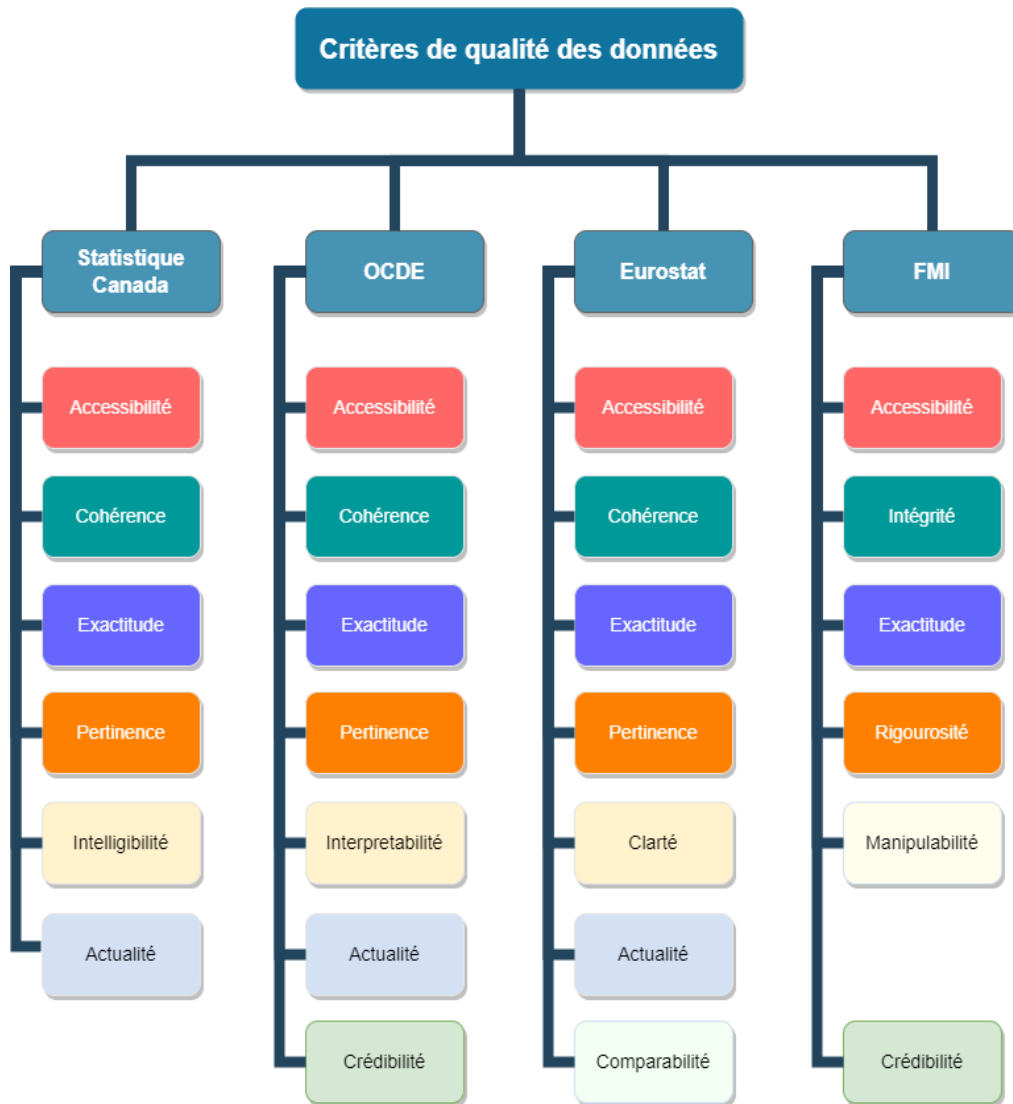 Critères de qualité des données
Statistique
Canada
OCDE
Eurostat
FMI
Accessibilité
Accessibilité
Accessibilité
Accessibilité
Cohérence
Cohérence
Cohérence
Intégrité
Exactitude
Exactitude
Exactitude
Exactitude
Pertinence
Pertinence
Pertinence
Rigourosité
Intelligibilité
Interpretabilité
Clarté
Manipulabilité
Actualité
Actualité
Actualité
Crédibilité
Comparabilité
Crédibilité